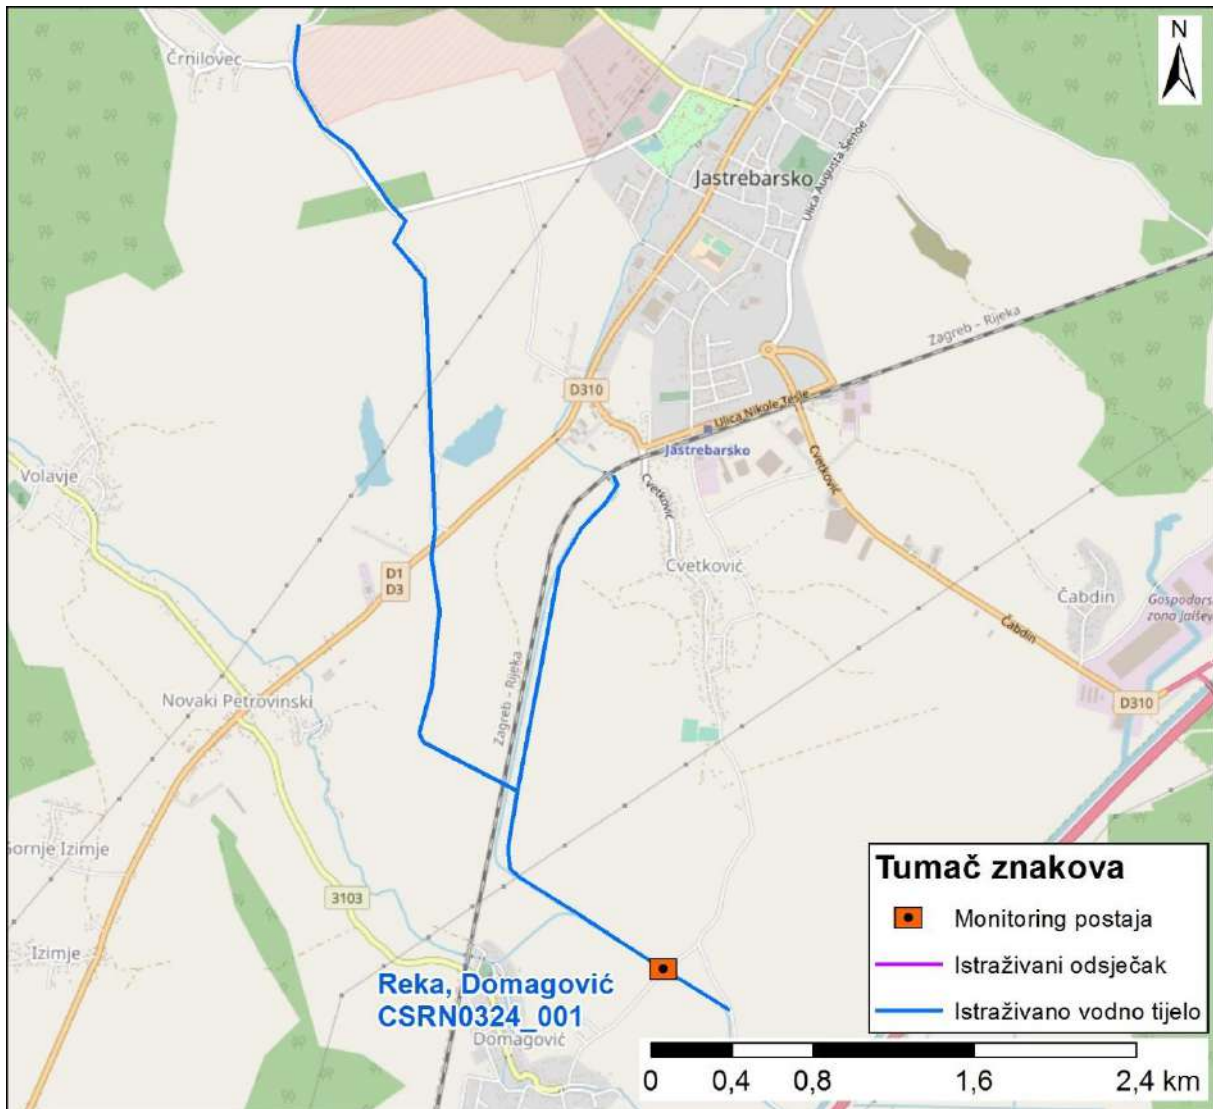 N
Črnilovec
Jastrebarsko
Ulica Augusta Šenoe
Zagreb - Rijeka
D310
Ulica Nikole Tesle
Jastrebarsko
Volavje
Cvetković
Cvetković
Cvetković
D1
D3
Čabdin
Gospodars
zona Jalšev
Čabdin
Zagreb - Rijeka
Novaki Petrovinski
D310
Gornje Izimje
3103
Izimje
Reka, Domagović
CSRN0324_001
Domagović
Tumač znakova
Monitoring postaja
Istraživani odsječak
Istraživano vodno tijelo
0 0,4 0,8 1,6 2,4 km